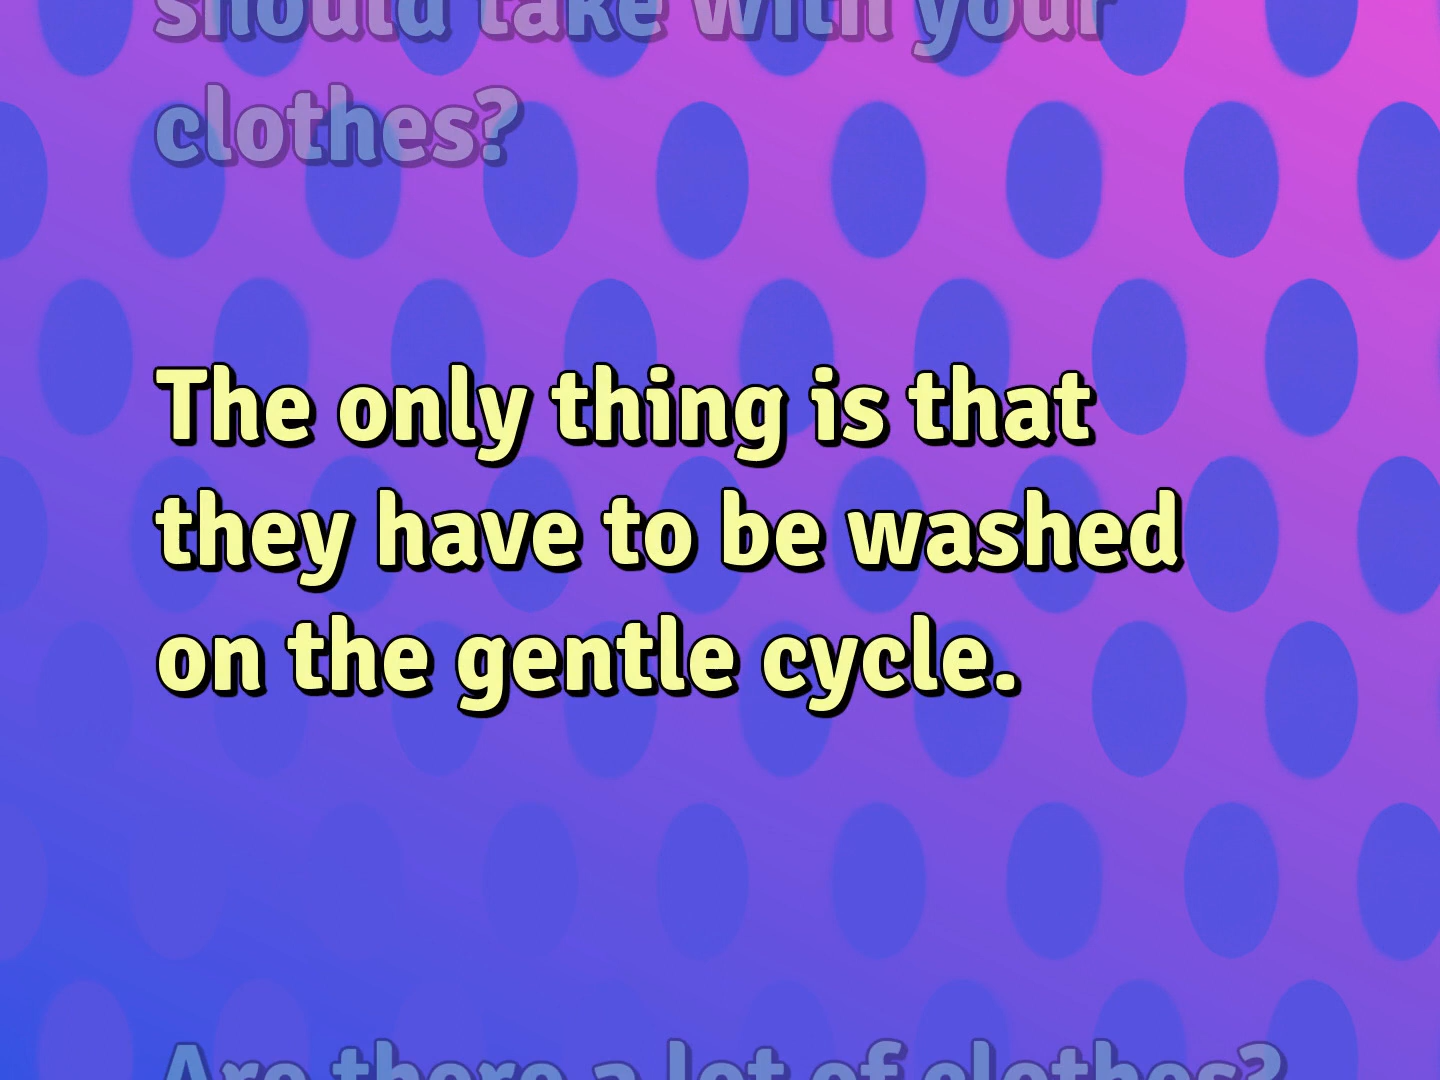 should take with your
clothes?
The only thing is that
they have to be washed
on the gentle cycle.
Are there a lot of clothes?